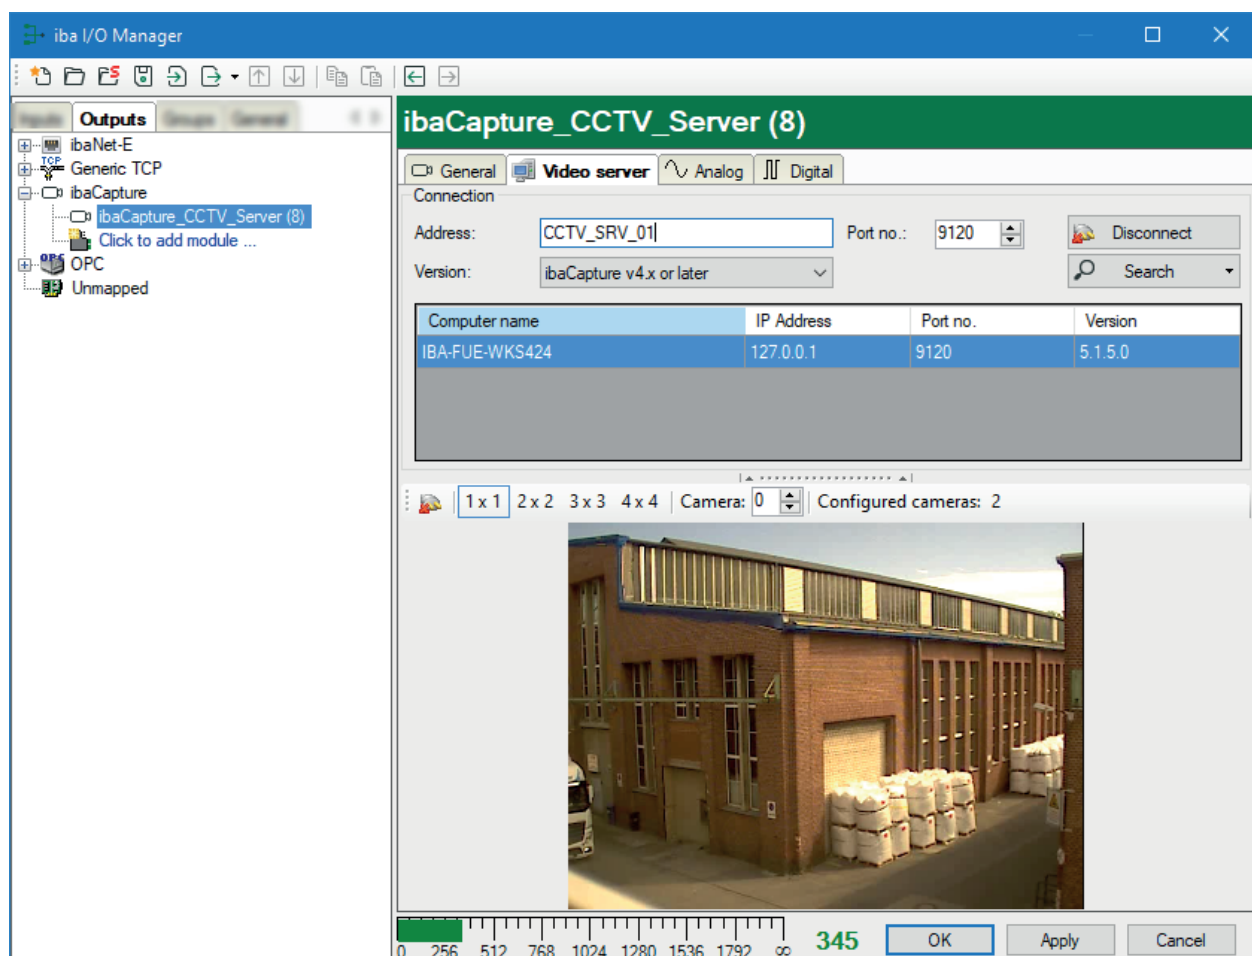 iba I/O Manager
Outputs
ibaNet-E
TCP Generic TCP
ibaCapture
ibaCapture_CCTV_Server (8)
Click to add module ...
OPC OPC
Unmapped
ibaCapture_CCTV_Server (8)
General Video server Analog Digital
Connection
Address: CCTV_SRV_01 Port no.: 9120 Disconnect
Version: ibaCapture v4.x or later Search
Computer name IP Address Port no. Version
IBA-FUE-WKS424 127.0.0.1 9120 5.1.5.0
1 x 1 2 x 2 3 x 3 4 x 4 Camera: 0 Configured cameras: 2
4 4
0 256 512 768 1024 1280 1536 1792 ∞ 345 OK Apply Cancel